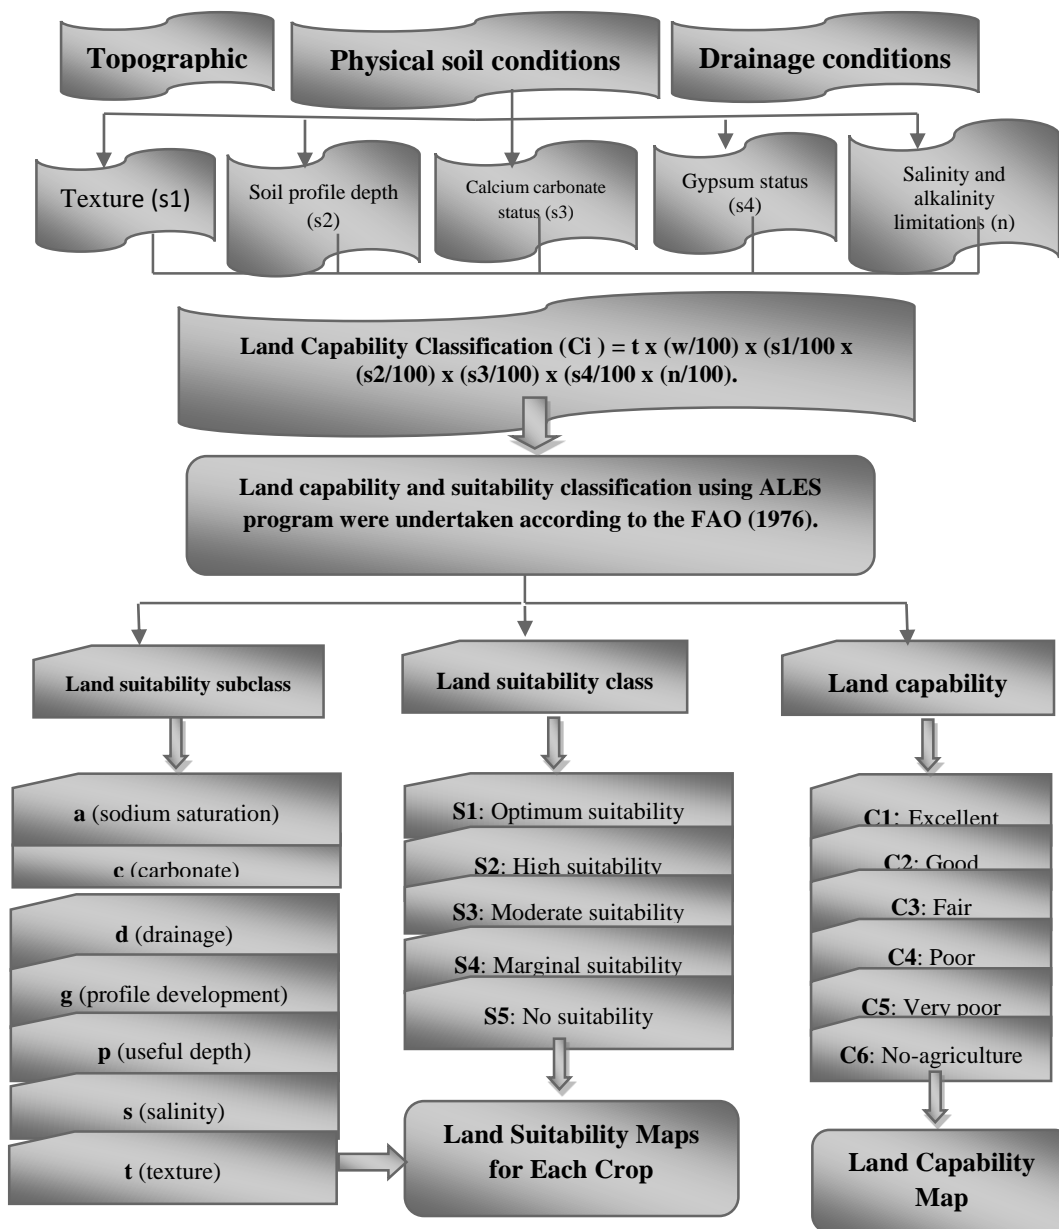 Topographic
Physical soil conditions
Drainage conditions
Texture (s1)
Soil profile depth
(s2)
Calcium carbonate
status (s3)
Gypsum status
(s4)
Salinity and
alkalinity
limitations (n)
Land Capability Classification (Ci ) = t x (w/100) x (s1/100 x
(s2/100) x (s3/100) x (s4/100 x (n/100).
Land capability and suitability classification using ALES
program were undertaken according to the FAO (1976).
Land suitability subclass
Land suitability class
Land capability
a (sodium saturation)
c (carbonate)
d (drainage)
g (profile development)
p (useful depth)
s (salinity)
t (texture)
S1: Optimum suitability
S2: High suitability
S3: Moderate suitability
S4: Marginal suitability
S5: No suitability
Land Suitability Maps
for Each Crop
C1: Excellent
C2: Good
C3: Fair
C4: Poor
C5: Very poor
C6: No-agriculture
Land Capability
Map